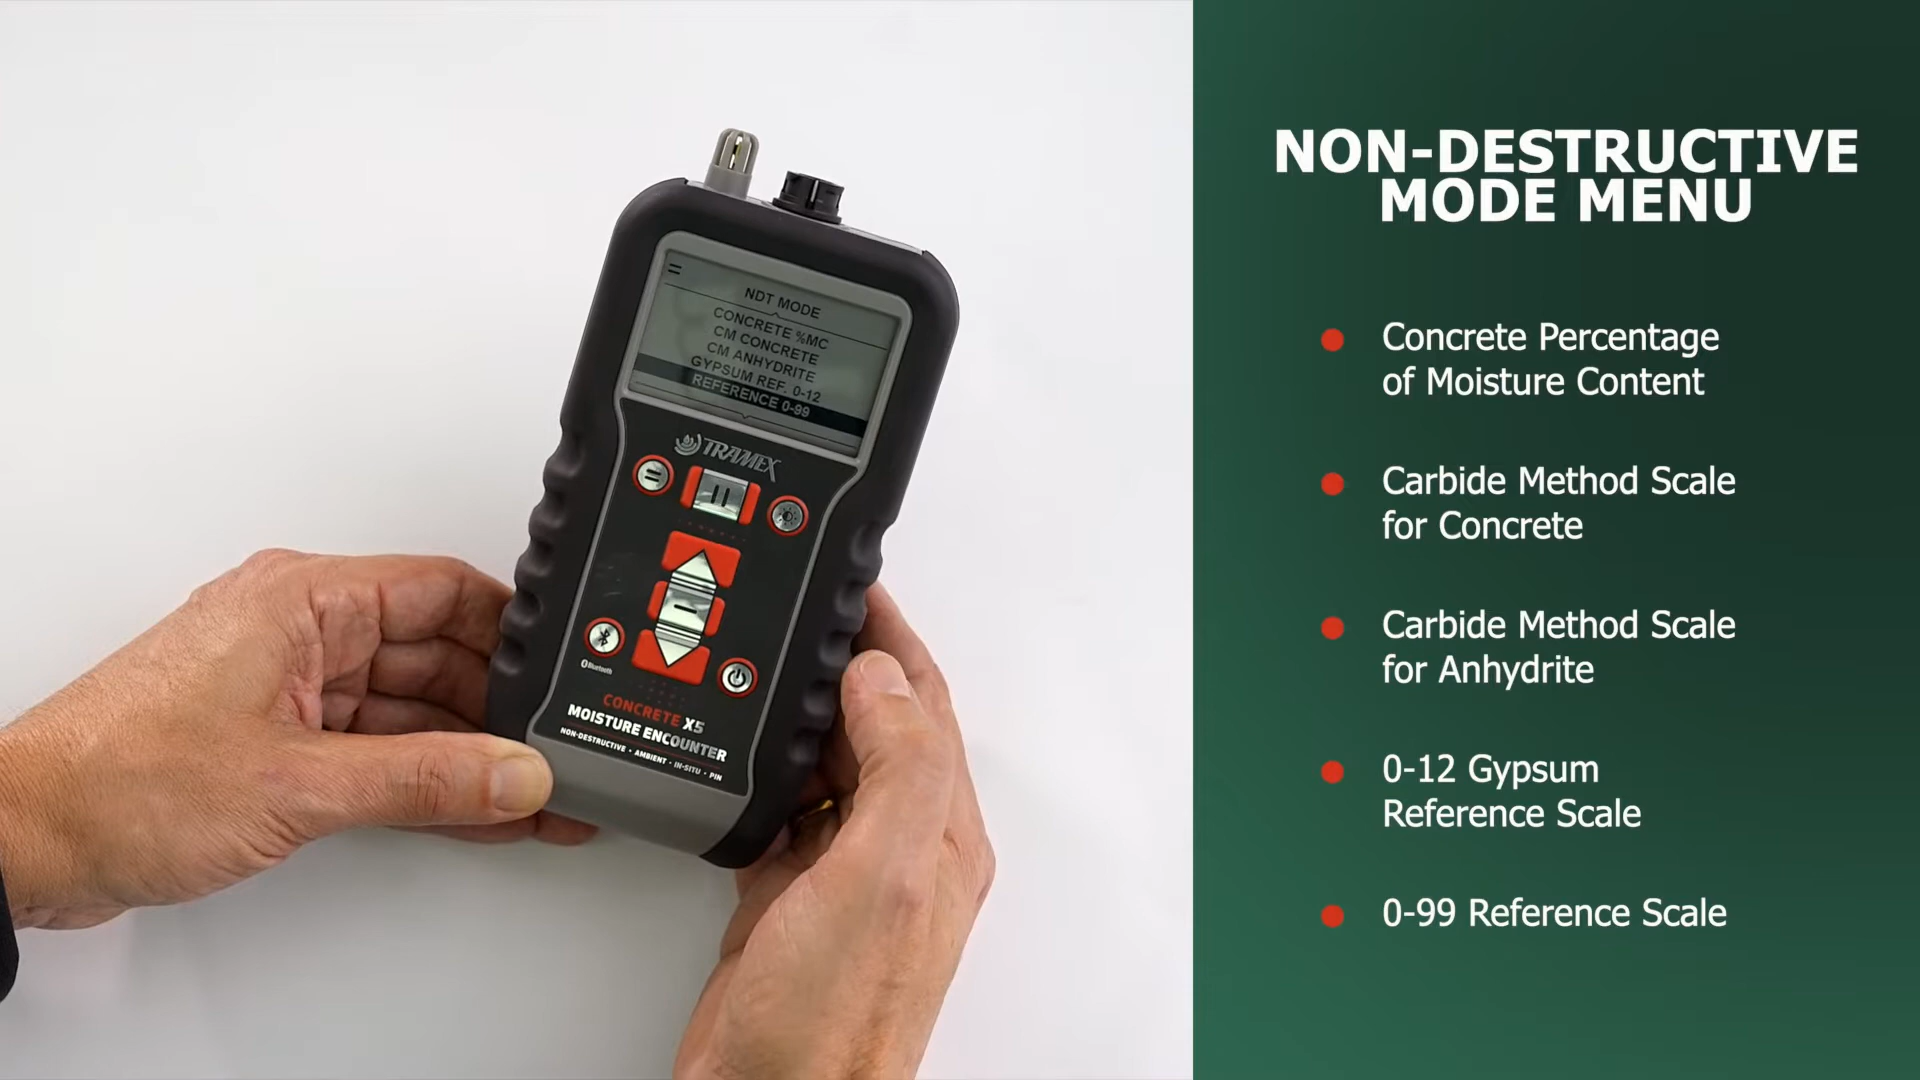 NDT MODE
CONCRETE %MC
CM CONCRETE
CM ANHYDRITE
GYPSUM REF. 0-12
REFERENCE 0-99
TRAMEX
Bluetooth
CONCRETE X5
MOISTURE ENCOUNTER
NON-DESTRUCTIVE • AMBIENT • IN-SITU • PIN
NON-DESTRUCTIVE
MODE MENU
Concrete Percentage
of Moisture Content
Carbide Method Scale
for Concrete
Carbide Method Scale
for Anhydrite
0-12 Gypsum
Reference Scale
0-99 Reference Scale